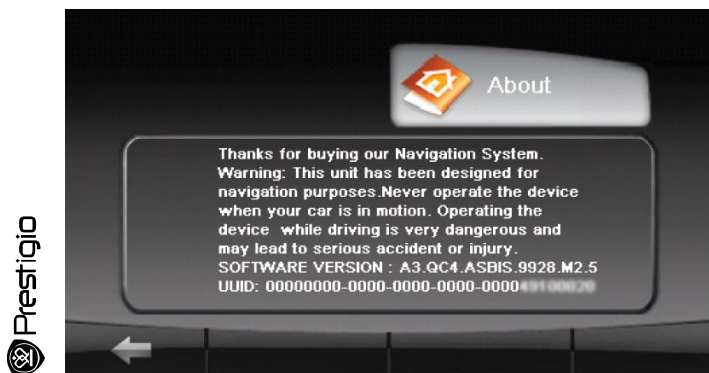 About
Thanks for buying our Navigation System.
Warning: This unit has been designed for
navigation purposes.Never operate the device
when your car is in motion. Operating the
device while driving is very dangerous and
may lead to serious accident or injury.
SOFTWARE VERSION : A3.QC4.ASBIS.9928.M2.5
UUID: 00000000-0000-0000-0000-0000
Prestigio